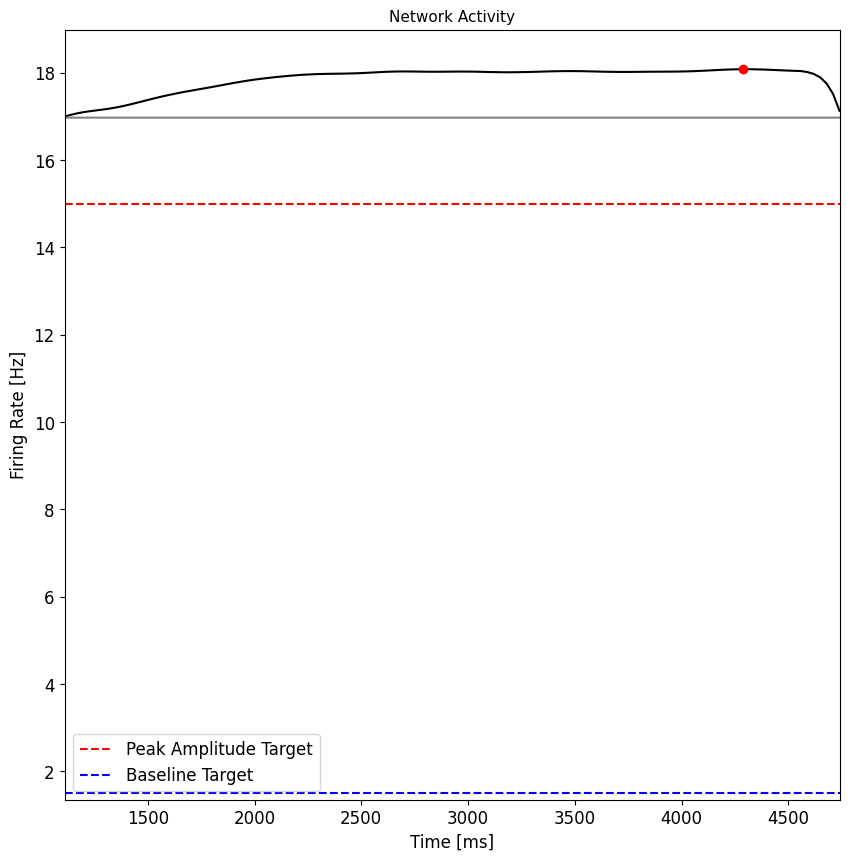 Network Activity
Firing Rate [Hz]
18
16
14
12
10
8
6
4
2
Peak Amplitude Target
Baseline Target
1500 2000 2500 3000 3500 4000 4500
Time [ms]